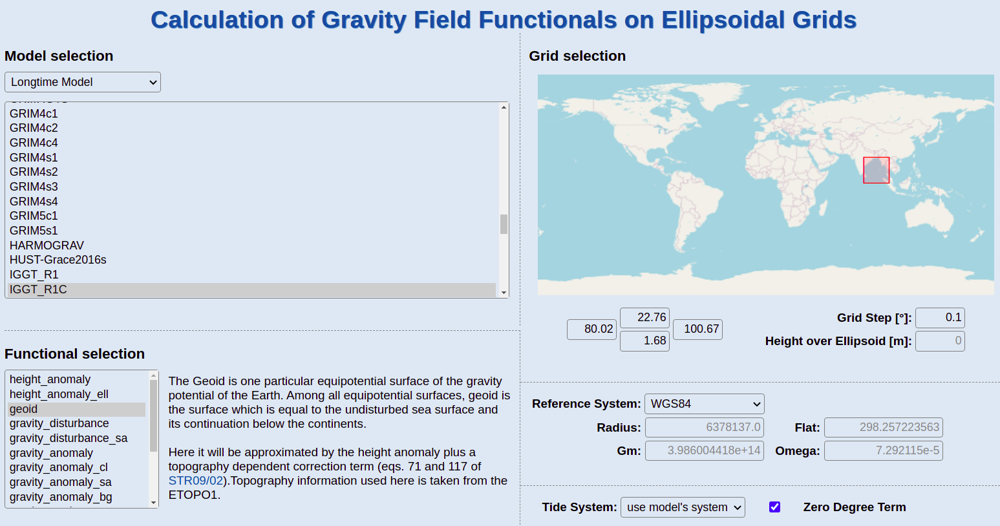 Calculation of Gravity Field Functionals on Ellipsoidal Grids
Model selection
Longtime Model
GRIM4c1
GRIM4c2
GRIM4c4
GRIM4s1
GRIM4s2
GRIM4s3
GRIM4s4
GRIM5c1
GRIM5s1
HARMOGRAV
HUST-Grace2016s
IGGT_R1
IGGT_R1C
Functional selection
height_anomaly
height_anomaly_ell
geoid
gravity_disturbance
gravity_disturbance_sa
gravity_anomaly
gravity_anomaly_cl
gravity_anomaly_sa
gravity_anomaly_bg
The Geoid is one particular equipotential surface of the gravity
potential of the Earth. Among all equipotential surfaces, geoid is
the surface which is equal to the undisturbed sea surface and
its continuation below the continents.
Here it will be approximated by the height anomaly plus a
topography dependent correction term (eqs. 71 and 117 of
STR09/02).Topography information used here is taken from the
ETOPO1.
Grid selection
22.76
80.02
100.67
1.68
Grid Step [°]: 0.1
Height over Ellipsoid [m]: 0
Reference System: WGS84
Radius: 6378137.0 Flat: 298.257223563
Gm: 3.986004418e+14 Omega: 7.292115e-5
Tide System: use model's system Zero Degree Term